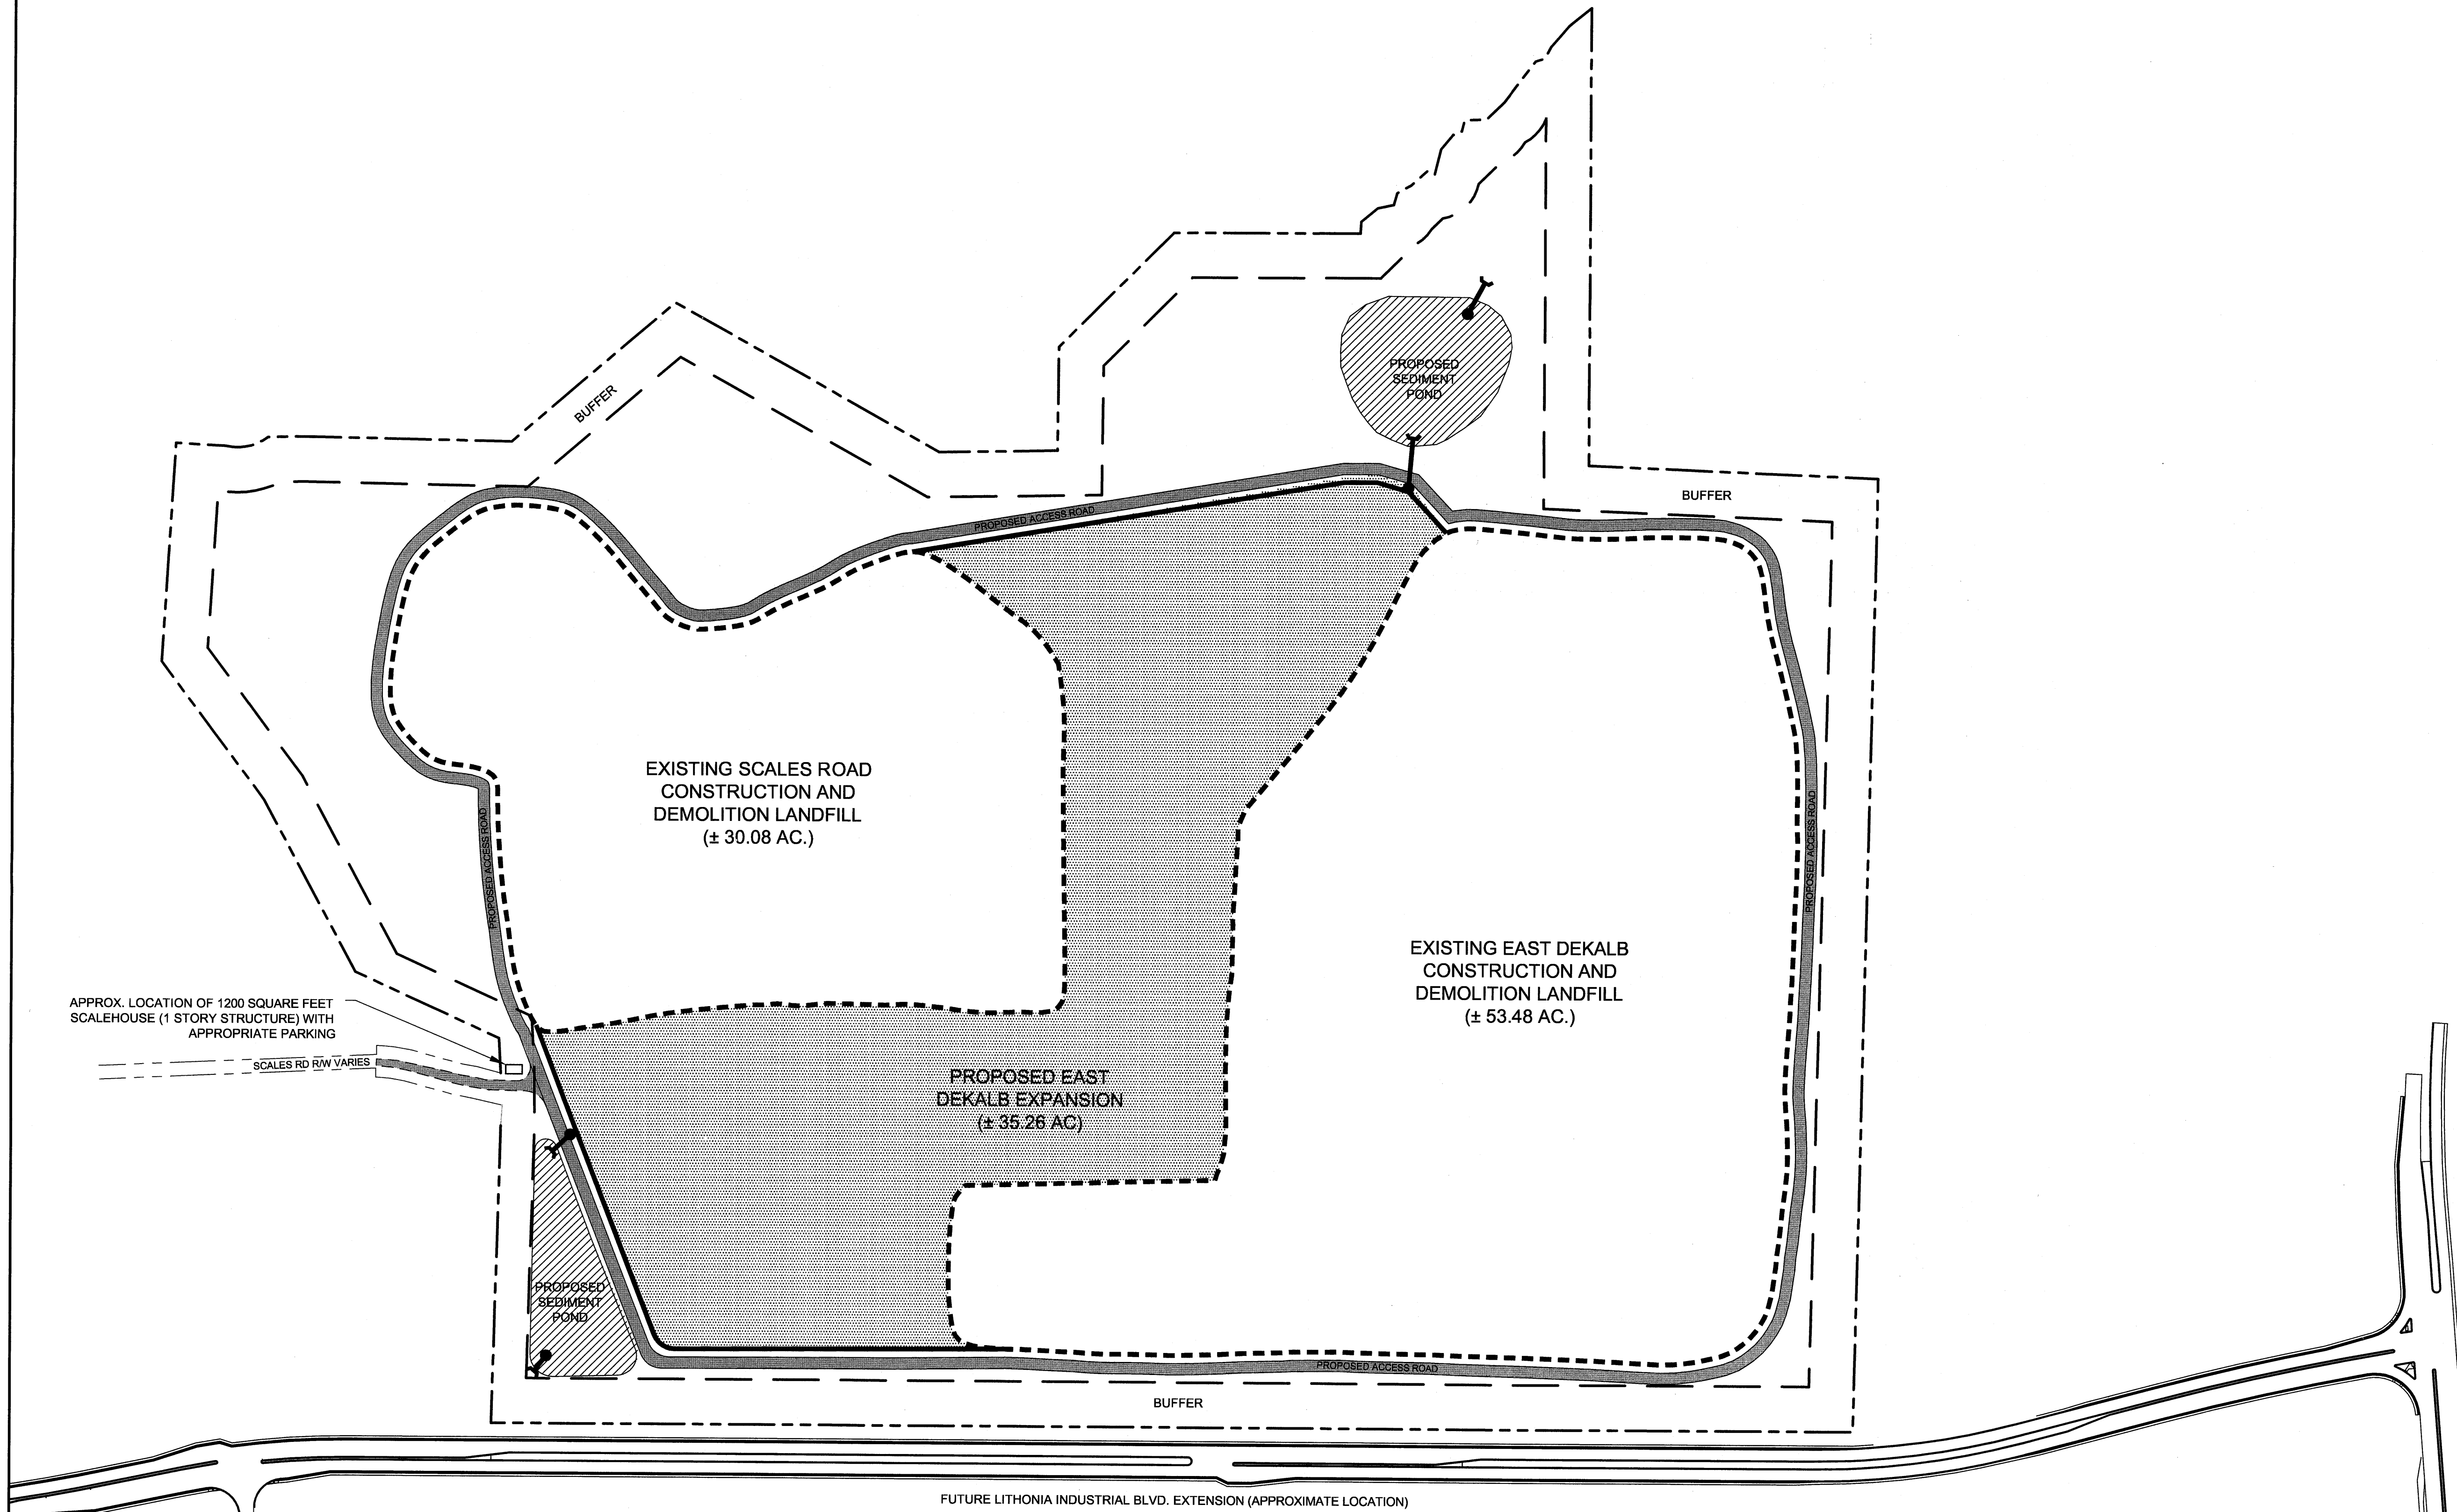 BUFFER
PROPOSED
SEDIMENT
POND
BUFFER
PROPOSED ACCESS ROAD
EXISTING SCALES ROAD
CONSTRUCTION AND
DEMOLITION LANDFILL
(± 30.08 AC.)
PROPOSED ACCESS ROAD
PROPOSED ACCESS ROAD
EXISTING EAST DEKALB
CONSTRUCTION AND
DEMOLITION LANDFILL
(± 53.48 AC.)
APPROX. LOCATION OF 1200 SQUARE FEET
SCALEHOUSE (1 STORY STRUCTURE) WITH
APPROPRIATE PARKING
SCALES RD R/W VARIES
PROPOSED EAST
DEKALB EXPANSION
(± 35.26 AC)
PROPOSED
SEDIMENT
POND
PROPOSED ACCESS ROAD
BUFFER
FUTURE LITHONIA INDUSTRIAL BLVD. EXTENSION (APPROXIMATE LOCATION)